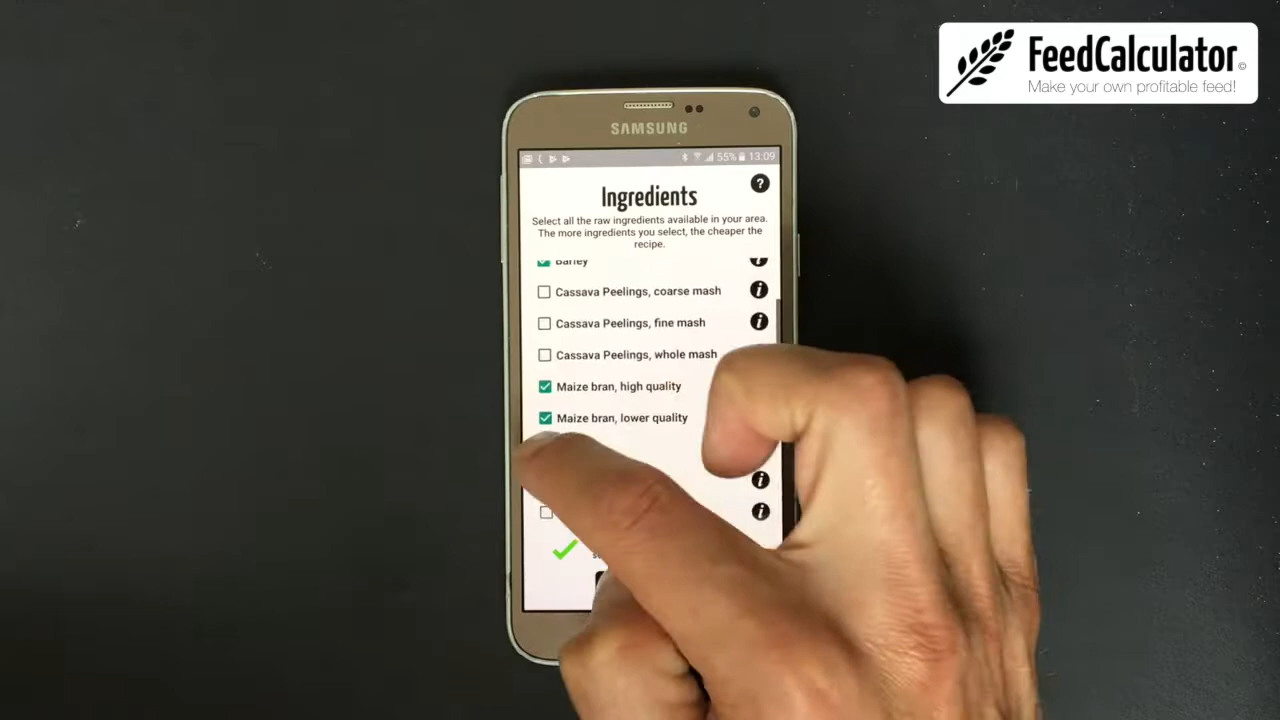 FeedCalculator©
Make your own profitable feed!
SAMSUNG
55% 13:09
Ingredients
?
Select all the raw ingredients available in your area.
The more ingredients you select, the cheaper the
recipe.
Barley
Cassava Peelings, coarse mash
Cassava Peelings, fine mash
Cassava Peelings, whole mash
Maize bran, high quality
Maize bran, lower quality